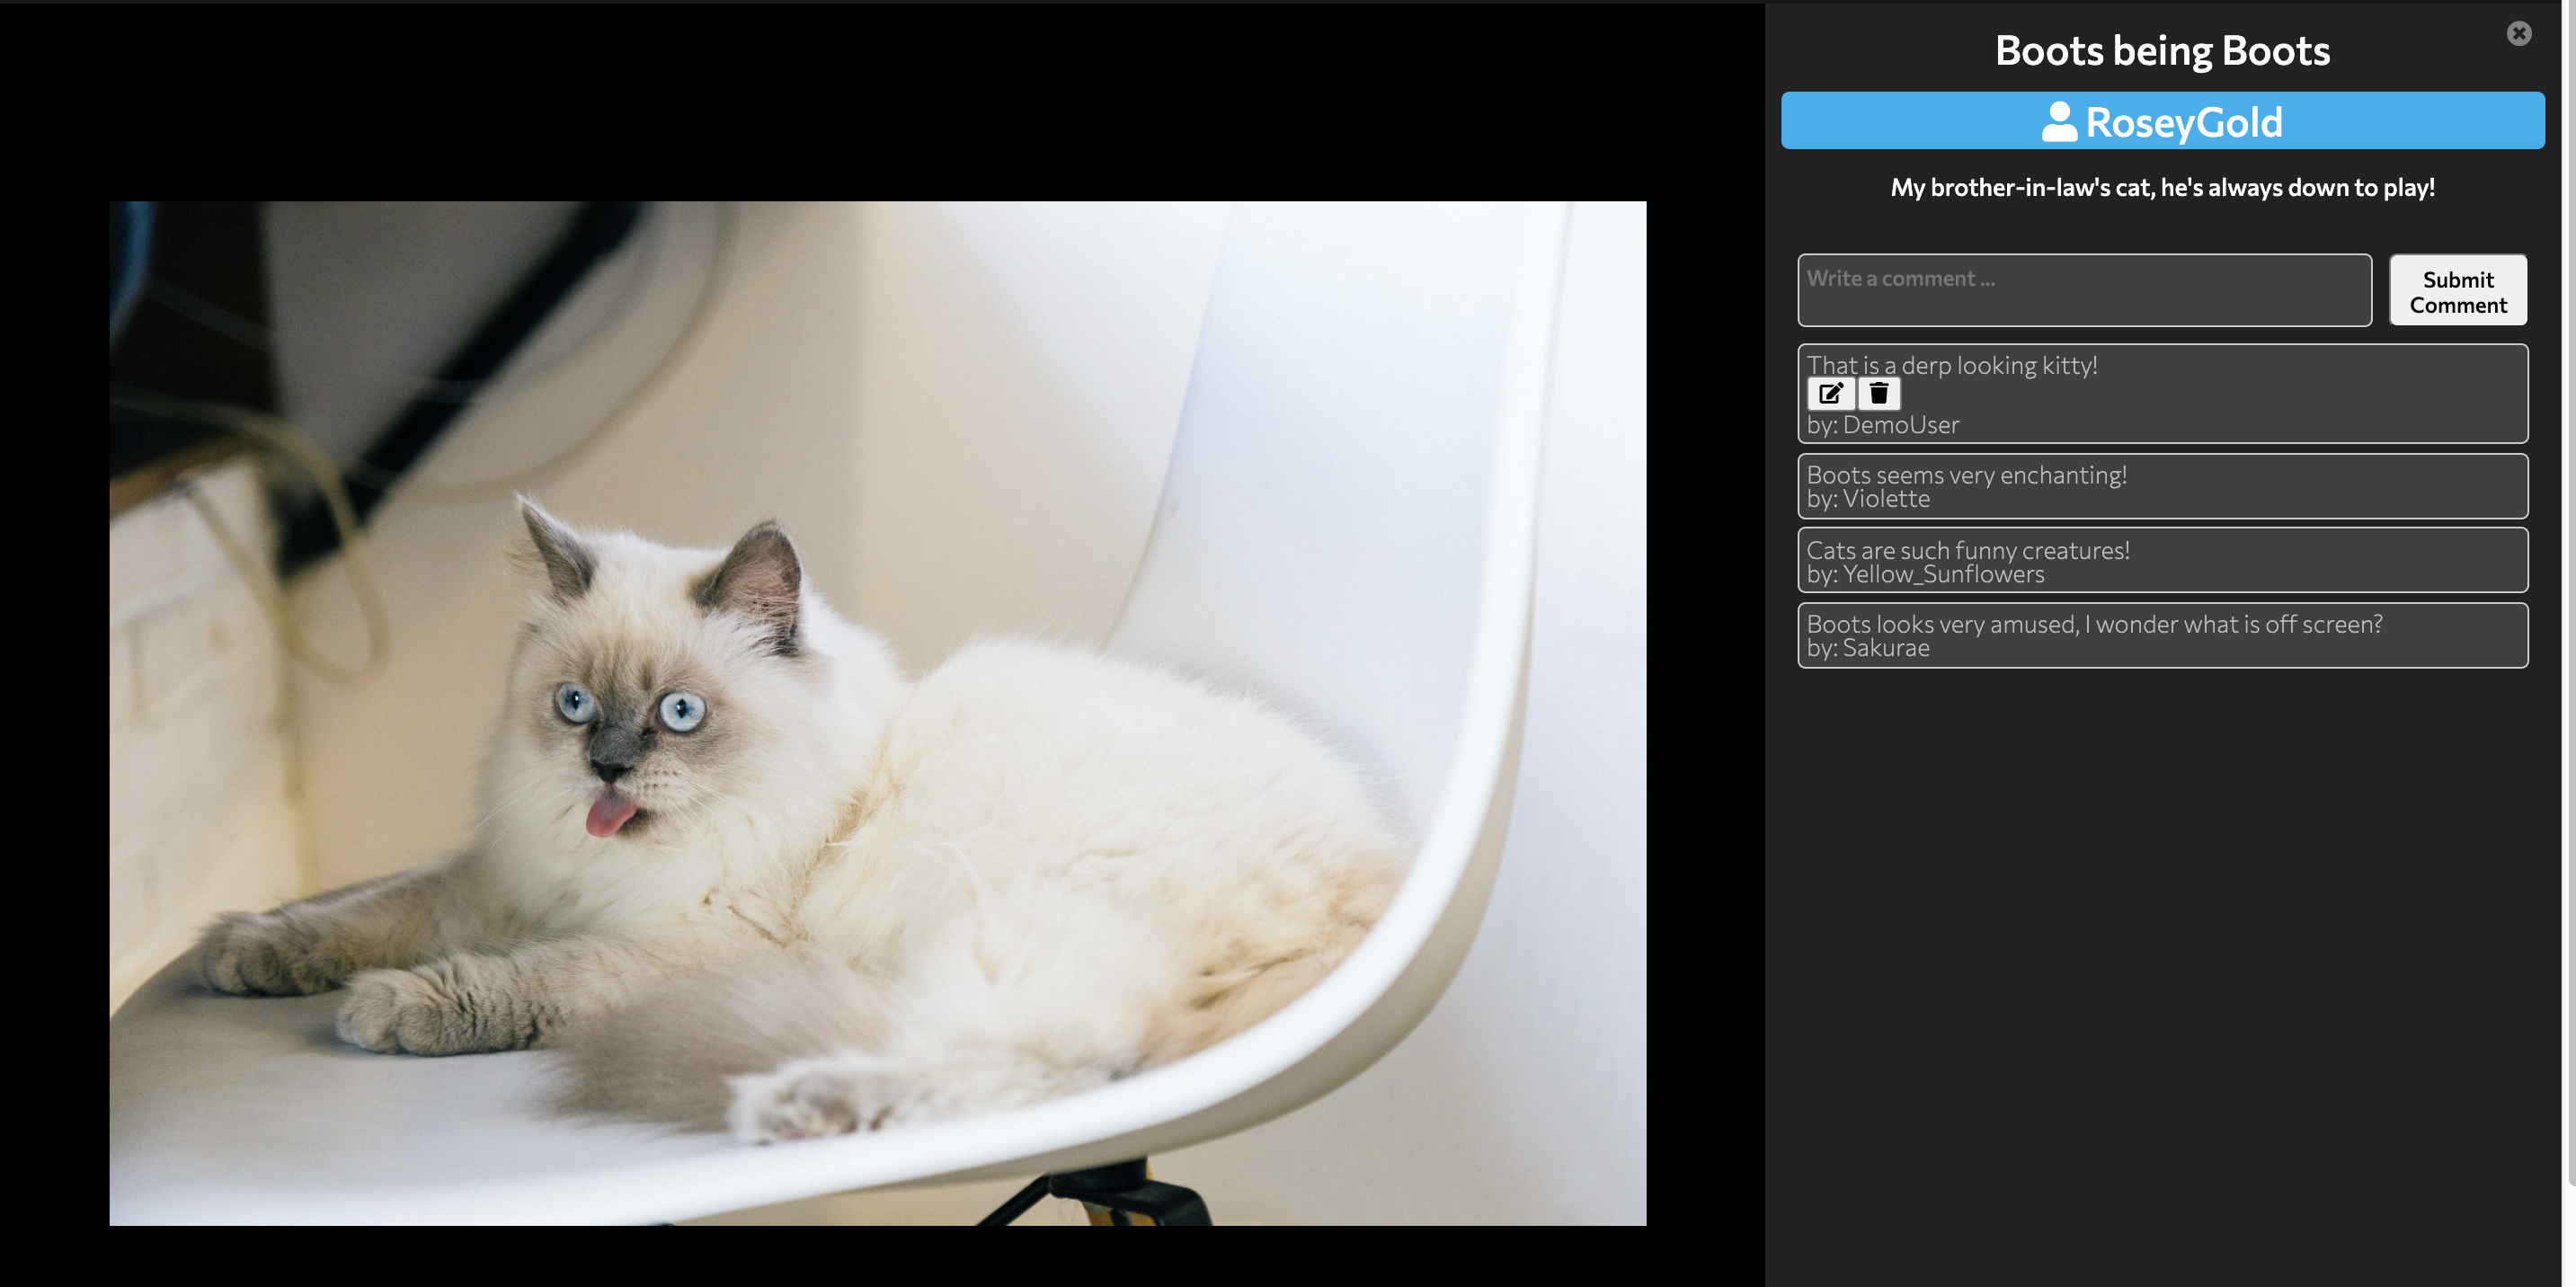 Boots being Boots
RoseyGold
My brother-in-law's cat, he's always down to play!
Write a comment ...
Submit
Comment
That is a derp looking kitty!
by: DemoUser
Boots seems very enchanting!
by: Violette
Cats are such funny creatures!
by: Yellow_Sunflowers
Boots looks very amused, I wonder what is off screen?
by: Sakurae